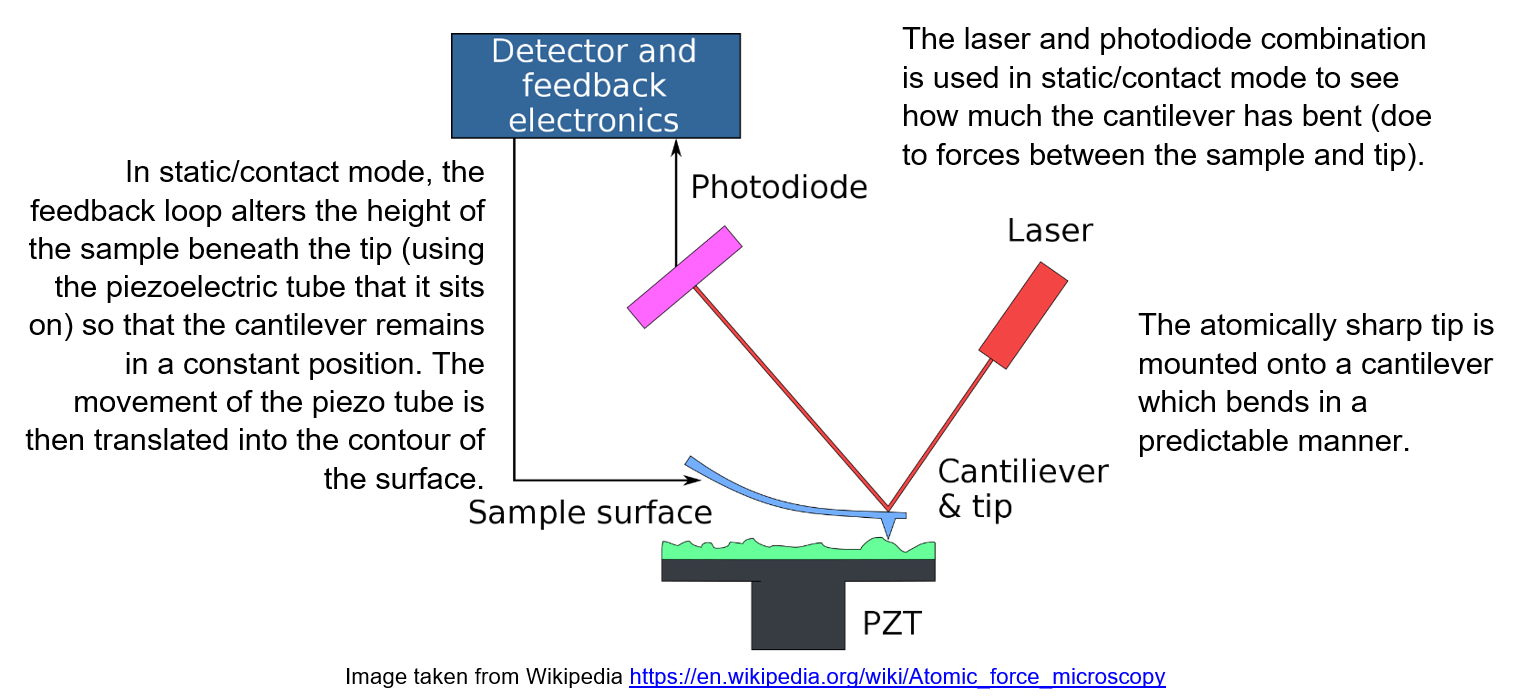 Detector and
feedback
electronics
The laser and photodiode combination
is used in static/contact mode to see
how much the cantilever has bent (doe
to forces between the sample and tip).
In static/contact mode, the
feedback loop alters the height of
the sample beneath the tip (using
the piezoelectric tube that it sits
on) so that the cantilever remains
in a constant position. The
movement of the piezo tube is
then translated into the contour of
the surface.
Photodiode
Laser
The atomically sharp tip is
mounted onto a cantilever
which bends in a
predictable manner.
Cantiliever
& tip
Sample surface
PZT
Image taken from Wikipedia https://en.wikipedia.org/wiki/Atomic_force_microscopy